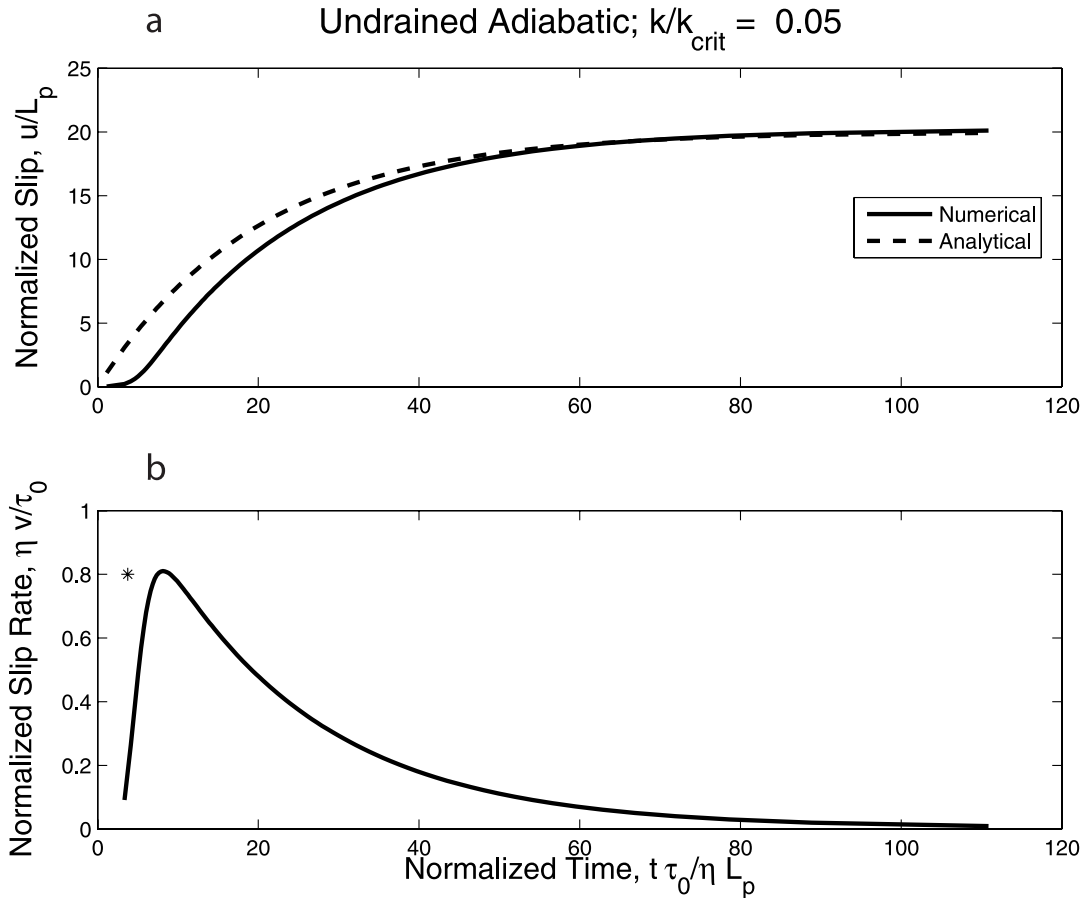 a
Undrained Adiabatic; k/k_crit = 0.05
Normalized Slip, u/L_p
25
20
15
10
5
0
0 20 40 60 80 100 120
Numerical
Analytical
b
Normalized Slip Rate, η v/τ_0
1
0.8
0.6
0.4
0.2
0
*
0 20 40 60 80 100 120
Normalized Time, t τ_0/η L_p